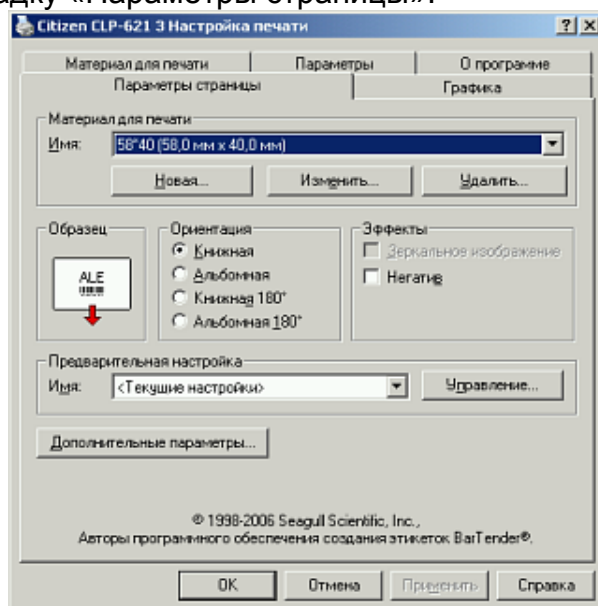 адку «Параметры страницы».
Citizen CLP-621 З Настройка печати
Материал для печати Параметры О программе
Параметры страницы Графика
Материал для печати
Имя: 58*40 (58,0 мм x 40,0 мм)
Новая... Изменить... Удалить...
Образец Ориентация Эффекты
Книжная Зеркальное изображение
ALE Альбомная Негатив
Книжная 180°
Альбомная 180°
Предварительная настройка
Имя: <Текущие настройки> Управление...
Дополнительные параметры...
© 1998-2006 Seagull Scientific, Inc.,
Авторы программного обеспечения создания этикеток BarTender®.
OK Отмена Применить Справка